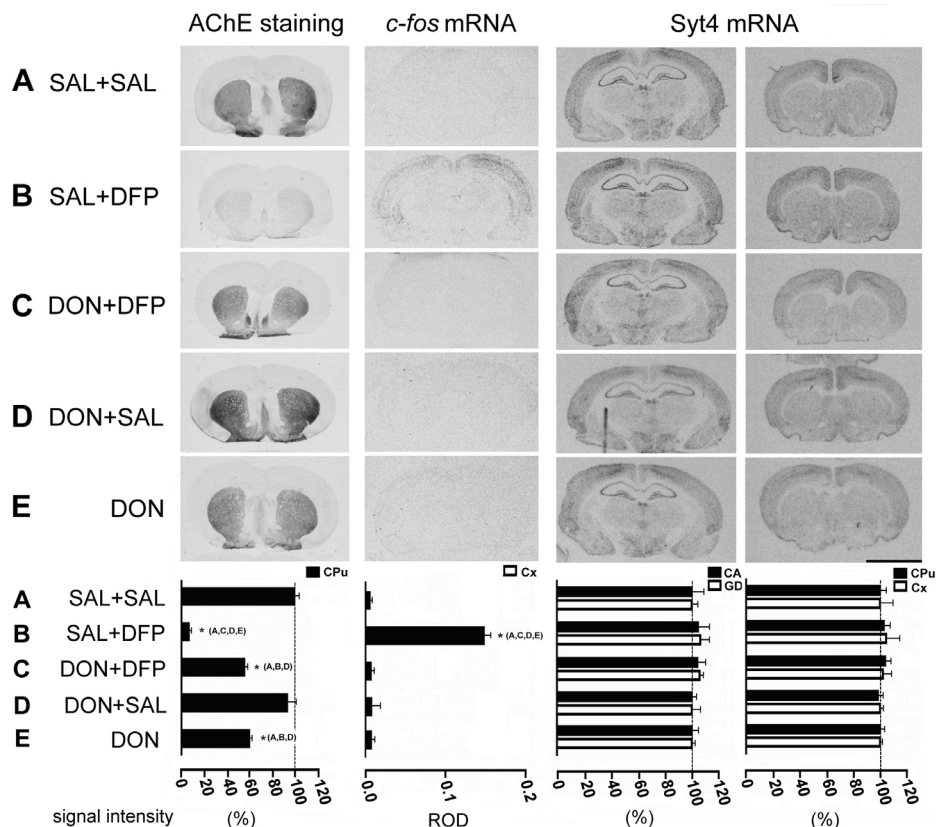 AChE staining c-fos mRNA Syt4 mRNA
A SAL+SAL
B SAL+DFP
C DON+DFP
D DON+SAL
E DON
CPu Cx CA CPu
GD Cx
A SAL+SAL
B SAL+DFP * (A,C,D,E) * (A,C,D,E)
C DON+DFP * (A,B,D)
D DON+SAL
E DON * (A,B,D)
0 20 40 60 80 100 120 0.0 0.1 0.2 0 20 40 60 80 100 120 0 20 40 60 80 100 120
signal intensity (%) ROD (%) (%)